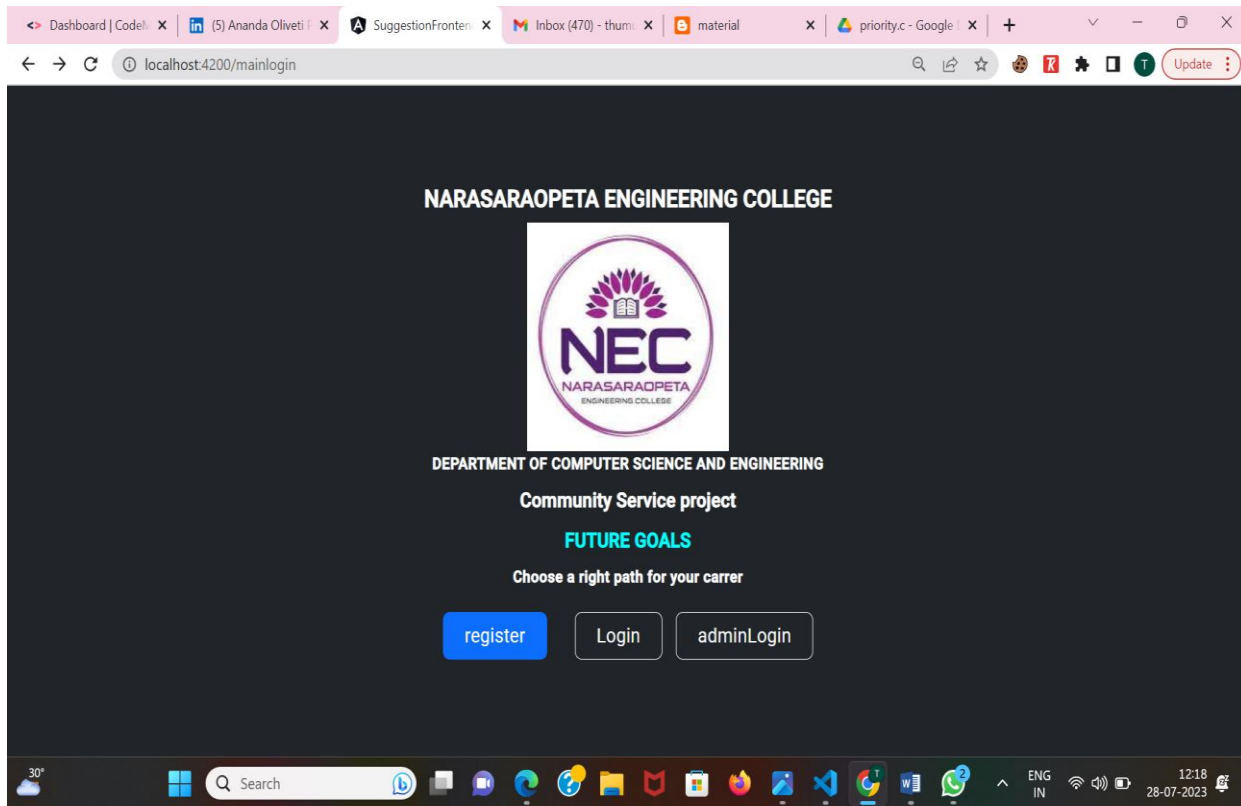 Dashboard | Code
(5) Ananda Oliveti
SuggestionFronten
Inbox (470) - thum
material
priority.c - Google
localhost:4200/mainlogin
T
Update
NARASARAOPETA ENGINEERING COLLEGE
NEC
NARASARAOPETA
ENGINEERING COLLEGE
DEPARTMENT OF COMPUTER SCIENCE AND ENGINEERING
Community Service project
FUTURE GOALS
Choose a right path for your carrer
register
Login
adminLogin
30°
Search
2
ENG
IN
12:18
28-07-2023